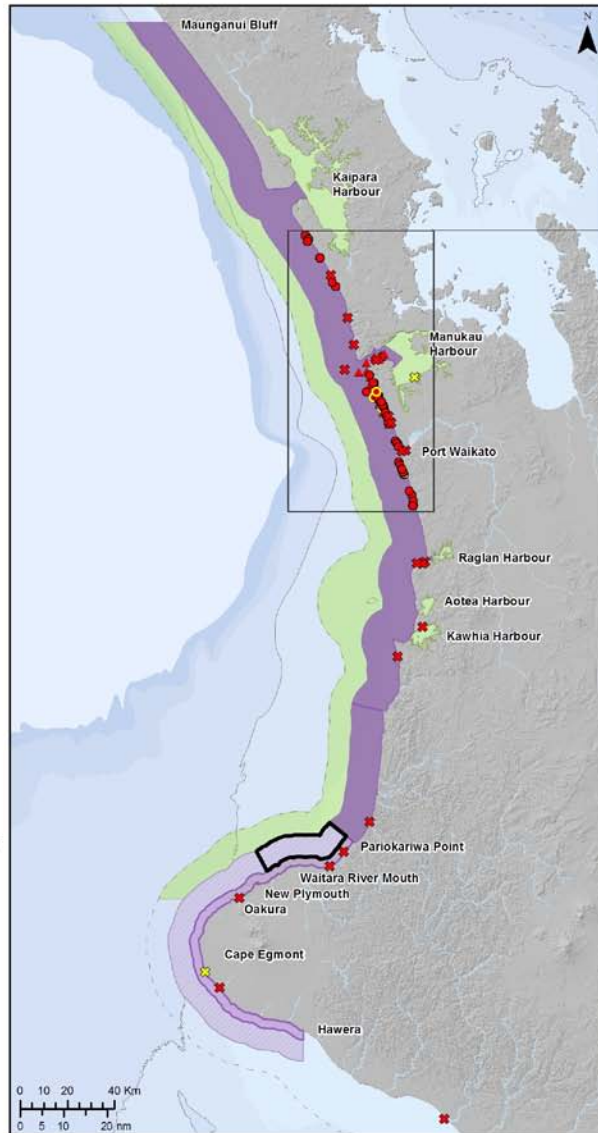 Maunganui Bluff
N
Kaipara
Harbour
Manukau
Harbour
Port Waikato
Raglan Harbour
Aotea Harbour
Kawhia Harbour
Pariokariwa Point
Waitara River Mouth
New Plymouth
Oakura
Cape Egmont
Hawera
0 10 20 40 Km
0 5 10 20 nm